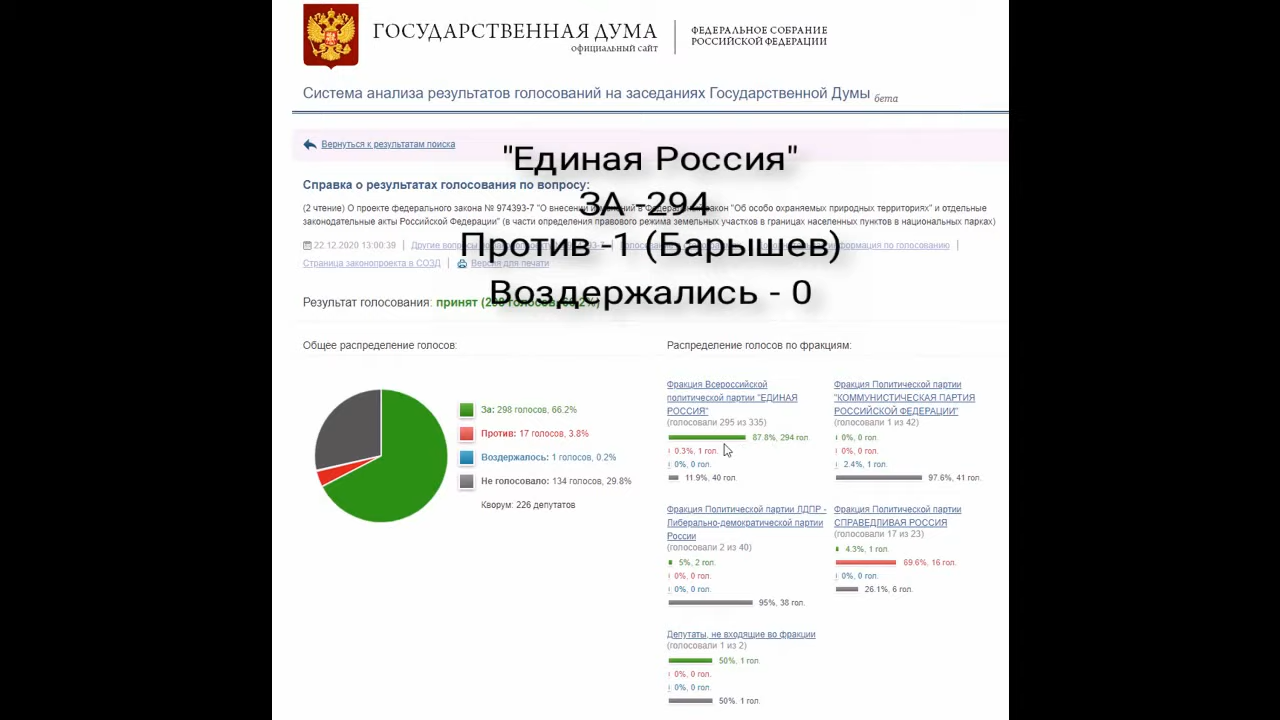 ГОСУДАРСТВЕННАЯ ДУМА
официальный сайт
ФЕДЕРАЛЬНОЕ СОБРАНИЕ
РОССИЙСКОЙ ФЕДЕРАЦИИ
Система анализа результатов голосований на заседаниях Государственной Думы бета
Вернуться к результатам поиска
"Единая Россия"
ЗА -294
Против -1 (Барышев)
Воздержались - 0
Справка о результатах голосования по вопросу:
(2 чтение) О проекте федерального закона № 974393-7 "О внесении в "Об особо охраняемых природных территориях" и отдельные
законодательные акты Российской Федерации" (в части определения правового режима земельных участков в границах населенных пунктов в национальных парках)
22.12.2020 13:00:39 | Другие | информация по голосованию |
Страница законопроекта в СОЗД | Версия для печати
Результат голосования: принят
Общее распределение голосов:
За: 298 голосов, 66.2%
Против: 17 голосов, 3.8%
Воздержалось: 1 голосов, 0.2%
Не голосовало: 134 голосов, 29.8%
Кворум: 226 депутатов
Распределение голосов по фракциям:
Фракция Всероссийской
политической партии "ЕДИНАЯ
РОССИЯ"
(голосовали 295 из 335)
87.8%, 294 гол.
0.3%, 1 гол.
0%, 0 гол.
11.9%, 40 гол.
Фракция Политической партии
"КОММУНИСТИЧЕСКАЯ ПАРТИЯ
РОССИЙСКОЙ ФЕДЕРАЦИИ"
(голосовали 1 из 42)
0%, 0 гол.
0%, 0 гол.
2.4%, 1 гол.
97.6%, 41 гол.
Фракция Политической партии ЛДПР -
Либерально-демократической партии
России
(голосовали 2 из 40)
5%, 2 гол.
0%, 0 гол.
0%, 0 гол.
95%, 38 гол.
Фракция Политической партии
СПРАВЕДЛИВАЯ РОССИЯ
(голосовали 17 из 23)
4.3%, 1 гол.
69.6%, 16 гол.
0%, 0 гол.
26.1%, 6 гол.
Депутаты, не входящие во фракции
(голосовали 1 из 2)
50%, 1 гол.
0%, 0 гол.
0%, 0 гол.
50%, 1 гол.